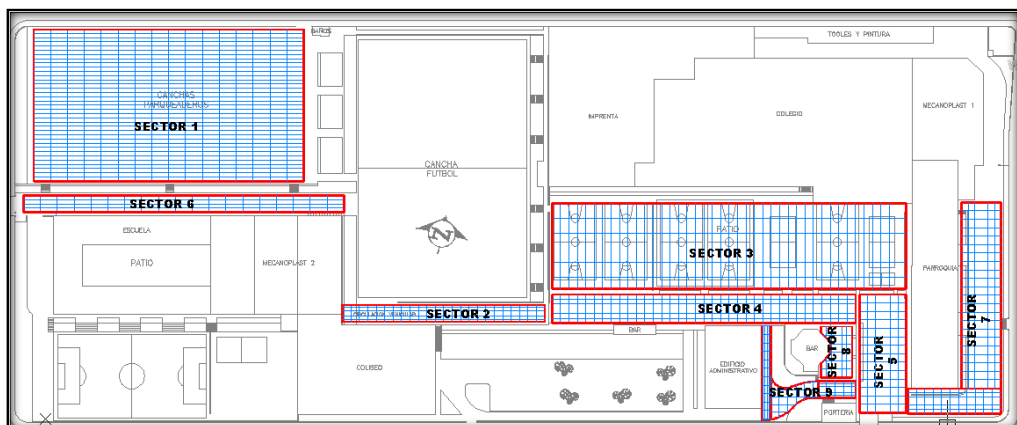 BAÑOS
TOOLES Y PINTURA
CANCHAS
PARQUEADEROS
SECTOR 1
IMPRENTA
COLEGIO
MECANOPLAST 1
CANCHA
FUTBOL
SECTOR 6
ESCUELA
PATIO
MECANOPLAST 2
N
PATIO
SECTOR 3
PARROQUIA
SECTOR 7
CIRCULACION VEHICULAR
SECTOR 2
SECTOR 4
SECTOR 5
BAR
BAR
SECTOR 8
COLISEO
EDIFICIO
ADMINISTRATIVO
SECTOR 9
PORTERIA